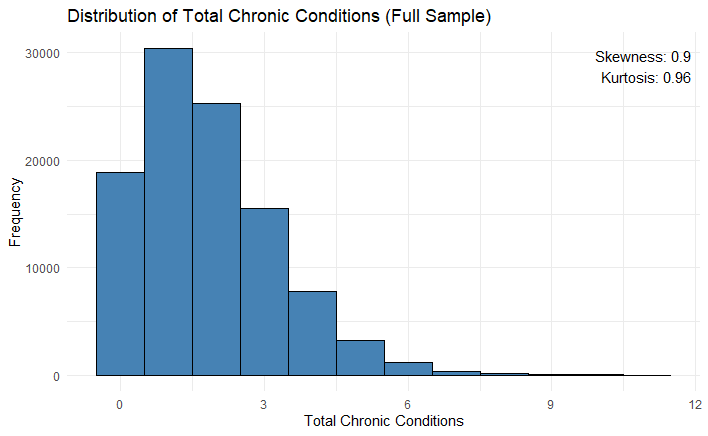 Distribution of Total Chronic Conditions (Full Sample)
Skewness: 0.9
Kurtosis: 0.96
Frequency
30000
20000
10000
0
0 3 6 9 12
Total Chronic Conditions